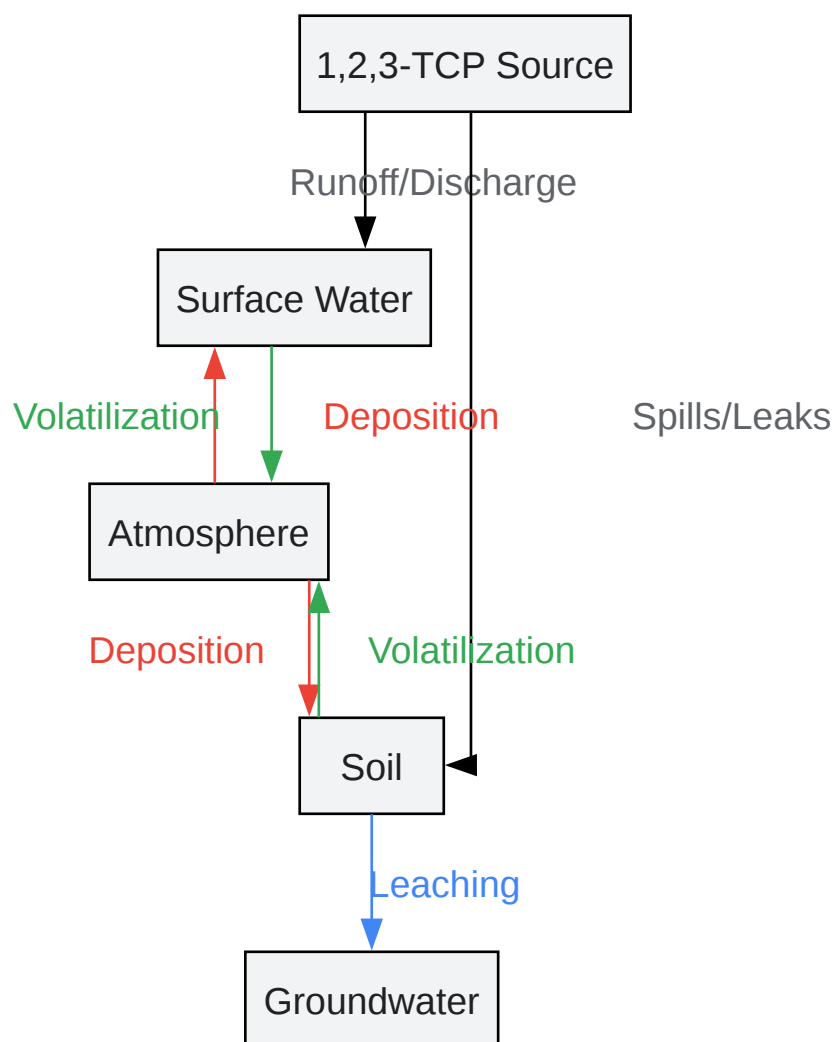 1,2,3-TCP Source
Runoff/Discharge
Surface Water
Volatilization
Deposition
Spills/Leaks
Atmosphere
Deposition
Volatilization
Soil
Leaching
Groundwater